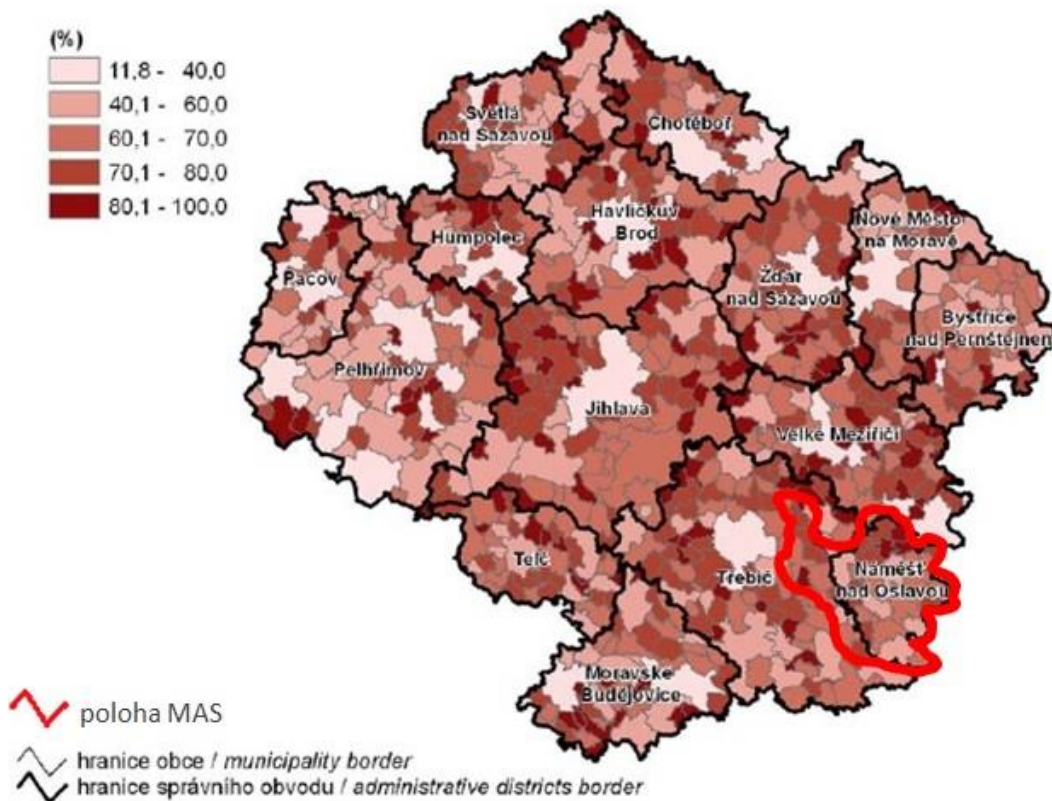 (%)
11,8 - 40,0
40,1 - 60,0
60,1 - 70,0
70,1 - 80,0
80,1 - 100,0
Světlá
nad Sázavou
Chotěboř
Havlíčkův
Brod
Humpolec
Nové Město
na Moravě
Pacov
Žďár
nad Sázavou
Bystřice
nad Pernštejnem
Pelhřimov
Jihlava
Velké Meziříčí
Telč
Třebíč
Náměšť
nad Oslavou
Moravské
Budějovice
poloha MAS
hranice obce / municipality border
hranice správního obvodu / administrative districts border